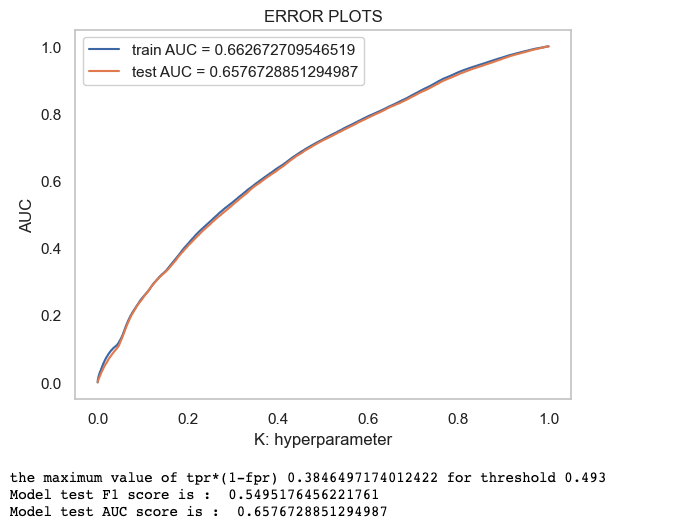 ERROR PLOTS
train AUC = 0.662672709546519
test AUC = 0.6576728851294987
1.0
0.8
0.6
0.4
0.2
0.0
AUC
0.0 0.2 0.4 0.6 0.8 1.0
K: hyperparameter
the maximum value of tpr*(1-fpr) 0.3846497174012422 for threshold 0.493
Model test F1 score is :  0.5495176456221761
Model test AUC score is :  0.6576728851294987